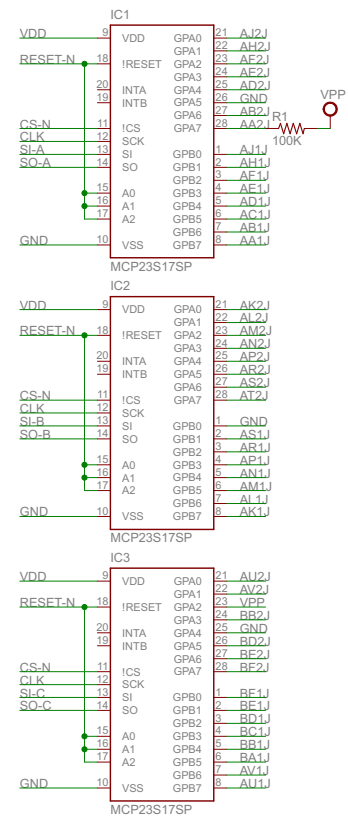 IC1
VDD 9 VDD GPA0 21 AJ2J
GPA1 22 AH2J
RESET-N 18 !RESET GPA2 23 AF2J
GPA3 24 AE2J
20 INTA GPA4 25 AD2J
19 INTB GPA5 26 GND
GPA6 27 AB2J
CS-N 11 !CS GPA7 28 AA2J R1 100K VPP
CLK 12 SCK
SI-A 13 SI GPB0 1 AJ1J
SO-A 14 SO GPB1 2 AH1J
GPB2 3 AF1J
15 A0 GPB3 4 AE1J
16 A1 GPB4 5 AD1J
17 A2 GPB5 6 AC1J
GPB6 7 AB1J
GND 10 VSS GPB7 8 AA1J
MCP23S17SP
IC2
VDD 9 VDD GPA0 21 AK2J
GPA1 22 AL2J
RESET-N 18 !RESET GPA2 23 AM2J
GPA3 24 AN2J
20 INTA GPA4 25 AP2J
19 INTB GPA5 26 AR2J
GPA6 27 AS2J
CS-N 11 !CS GPA7 28 AT2J
CLK 12 SCK
SI-B 13 SI GPB0 1 GND
SO-B 14 SO GPB1 2 AS1J
GPB2 3 AR1J
15 A0 GPB3 4 AP1J
16 A1 GPB4 5 AN1J
17 A2 GPB5 6 AM1J
GPB6 7 AL1J
GND 10 VSS GPB7 8 AK1J
MCP23S17SP
IC3
VDD 9 VDD GPA0 21 AU2J
GPA1 22 AV2J
RESET-N 18 !RESET GPA2 23 VPP
GPA3 24 BB2J
20 INTA GPA4 25 GND
19 INTB GPA5 26 BD2J
GPA6 27 BE2J
CS-N 11 !CS GPA7 28 BF2J
CLK 12 SCK
SI-C 13 SI GPB0 1 BF1J
SO-C 14 SO GPB1 2 BE1J
GPB2 3 BD1J
15 A0 GPB3 4 BC1J
16 A1 GPB4 5 BB1J
17 A2 GPB5 6 BA1J
GPB6 7 AV1J
GND 10 VSS GPB7 8 AU1J
MCP23S17SP